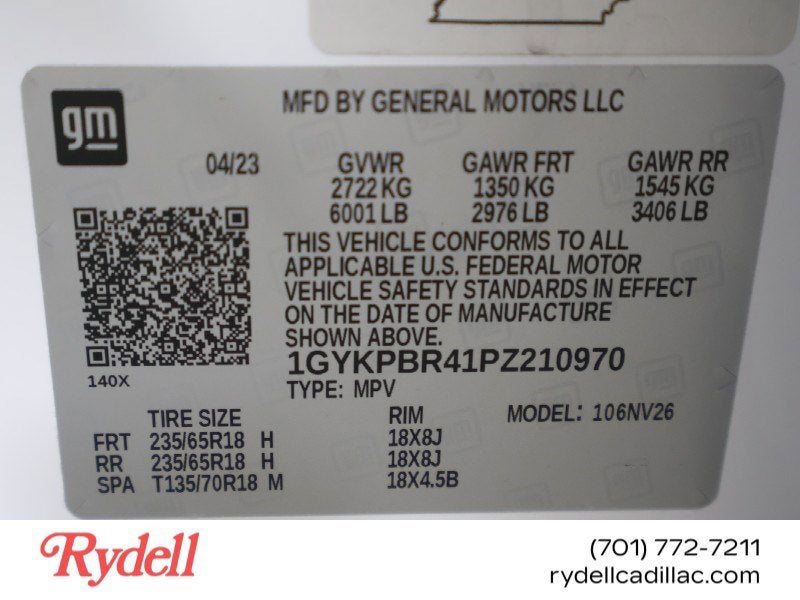 gm
MFD BY GENERAL MOTORS LLC
04/23 GVWR GAWR FRT GAWR RR
2722 KG 1350 KG 1545 KG
6001 LB 2976 LB 3406 LB
THIS VEHICLE CONFORMS TO ALL
APPLICABLE U.S. FEDERAL MOTOR
VEHICLE SAFETY STANDARDS IN EFFECT
ON THE DATE OF MANUFACTURE
SHOWN ABOVE.
1GYKPBR41PZ210970
140X
TYPE: MPV
TIRE SIZE RIM MODEL: 106NV26
FRT 235/65R18 H 18X8J
RR 235/65R18 H 18X8J
SPA T135/70R18 M 18X4.5B
Rydell
(701) 772-7211
rydellcadillac.com